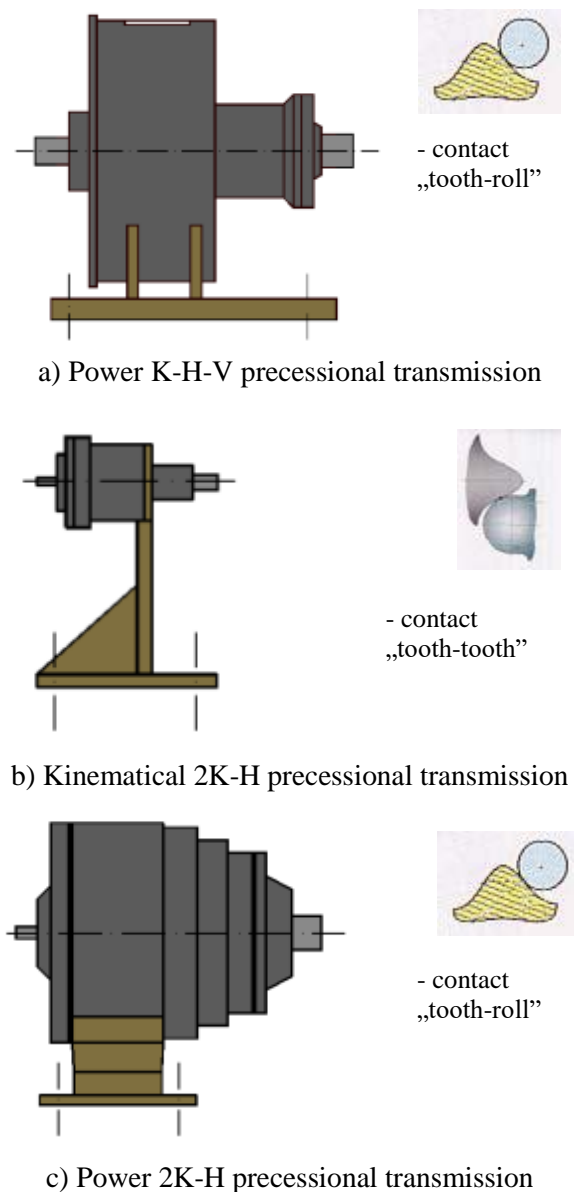 - contact
„tooth-roll”
a) Power K-H-V precessional transmission
- contact
„tooth-tooth”
b) Kinematical 2K-H precessional transmission
- contact
„tooth-roll”
c) Power 2K-H precessional transmission